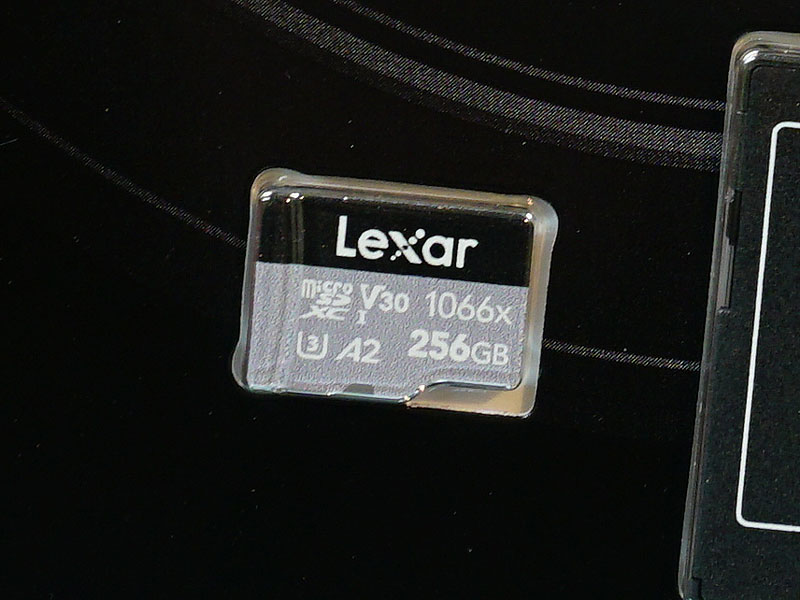 Lexar
micro SD XC I V30 1066x
U3 A2 256GB